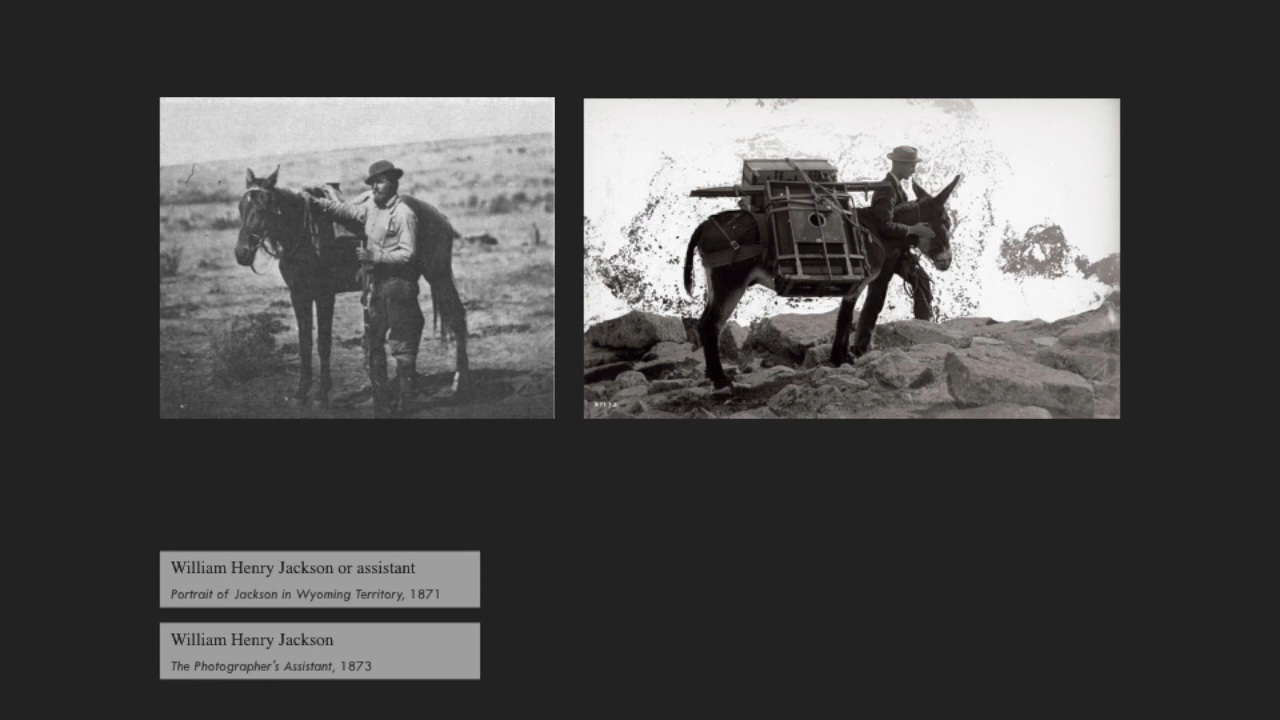 William Henry Jackson or assistant
Portrait of Jackson in Wyoming Territory, 1871
William Henry Jackson
The Photographer's Assistant, 1873